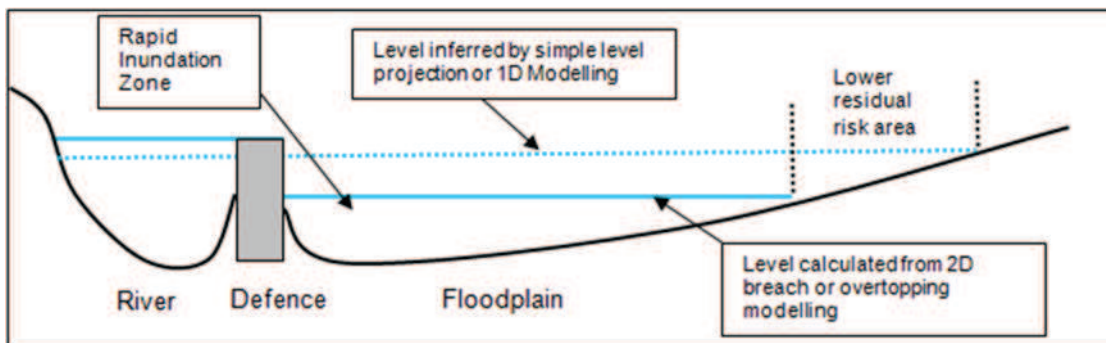 Rapid
Inundation
Zone
Level inferred by simple level
projection or 1D Modelling
Lower
residual
risk area
Level calculated from 2D
breach or overtopping
modelling
River
Defence
Floodplain